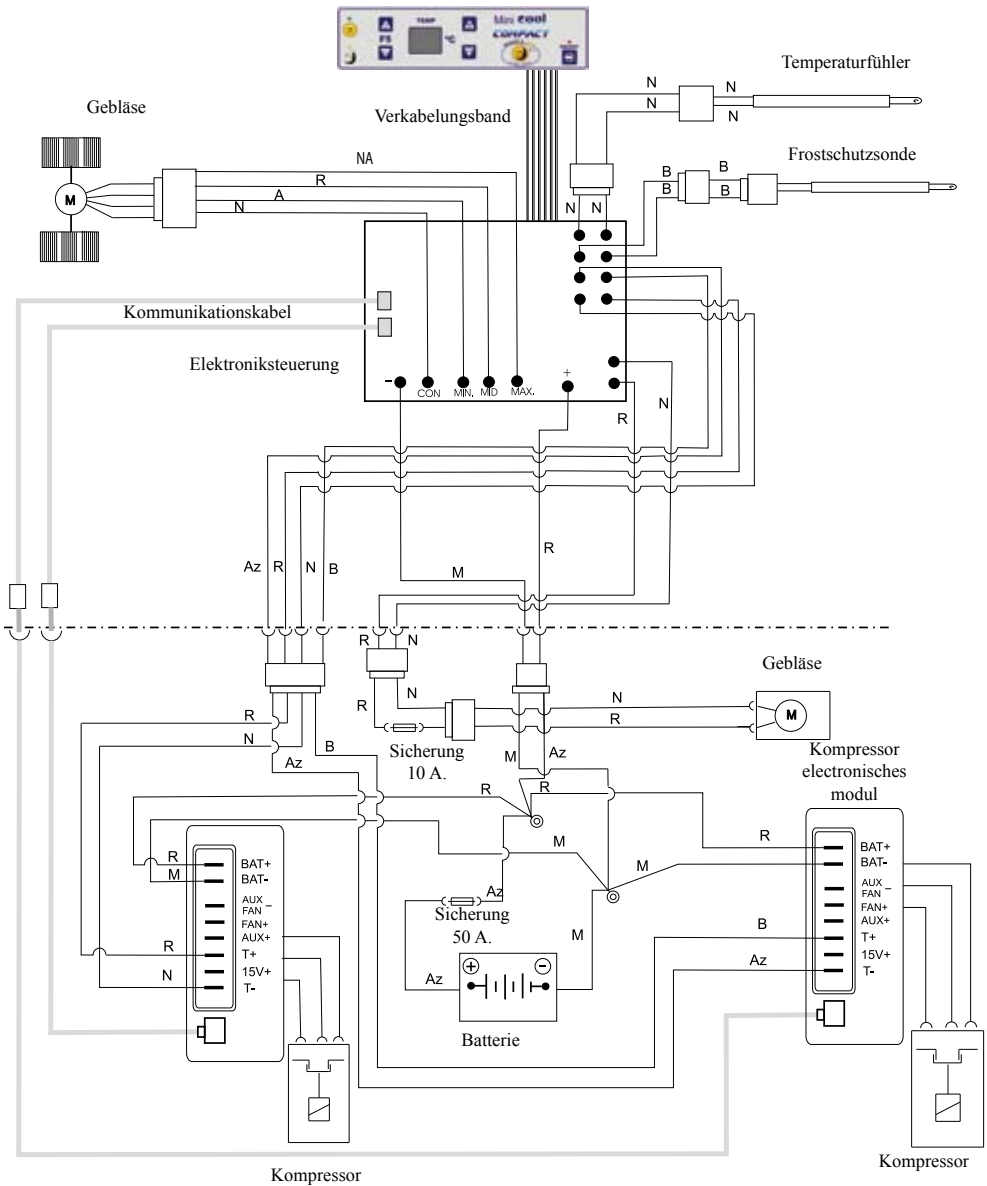 TEMP
FS
°C
Mini cool
COMPACT
Temperaturfühler
N
N
N
N
Gebläse
Verkabelungsband
Frostschutzsonde
NA
R
A
N
M
B
B
B
B
N
N
Kommunikationskabel
Elektroniksteuerung
-
CON
MIN.
MID
MAX.
+
R
N
Az
R
N
B
M
R
R
N
Gebläse
R
N
R
N
N
R
M
B
Az
Sicherung
10 A.
M
Az
Kompressor
electronisches
modul
R
R
R
M
BAT+
BAT-
AUX
FAN -
FAN+
AUX+
T+
15V+
T-
R
N
M
M
R
BAT+
BAT-
AUX
FAN -
FAN+
AUX+
T+
15V+
T-
B
Az
Az
Sicherung
50 A.
M
Az
+
-
Batterie
Kompressor
Kompressor